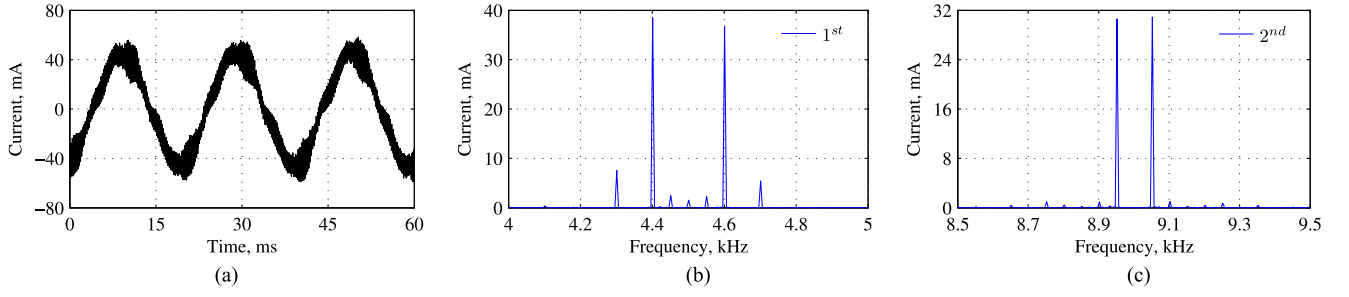 80
40
0
−40
−80
Current, mA
0 15 30 45 60
Time, ms
(a)
40
30
20
10
0
Current, mA
1st
4 4.2 4.4 4.6 4.8 5
Frequency, kHz
(b)
32
24
16
8
0
Current, mA
2nd
8.5 8.7 8.9 9.1 9.3 9.5
Frequency, kHz
(c)